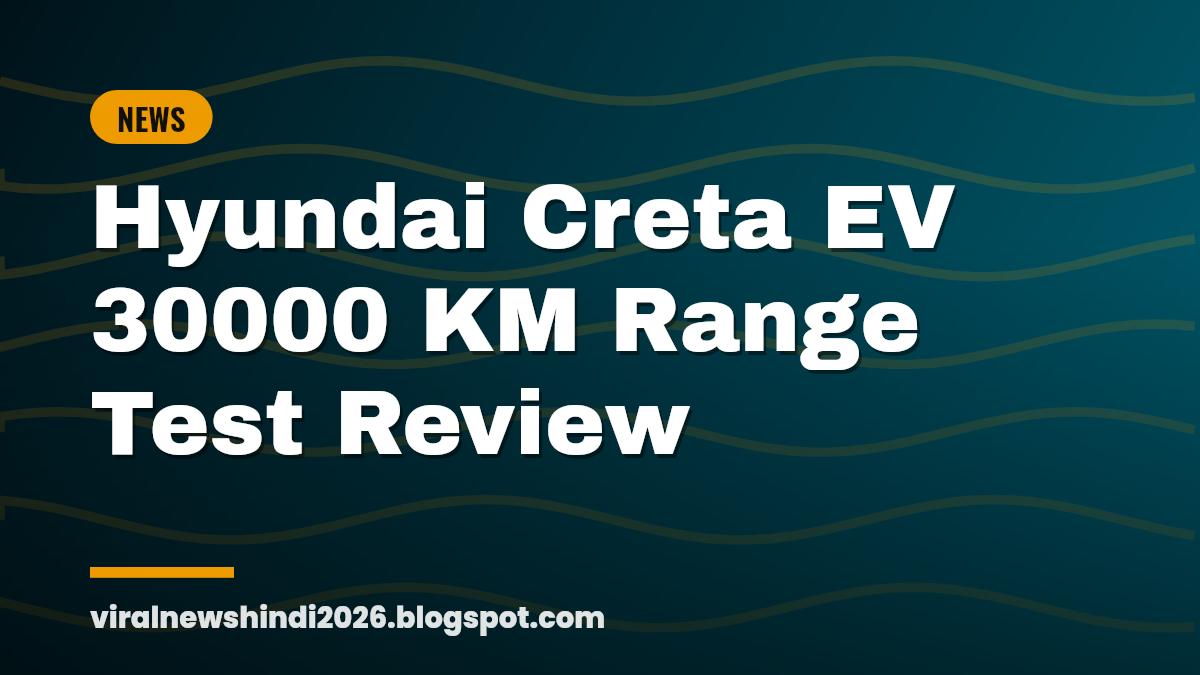 NEWS
Hyundai Creta EV
30000 KM Range
Test Review
viralnewshindi2026.blogspot.com